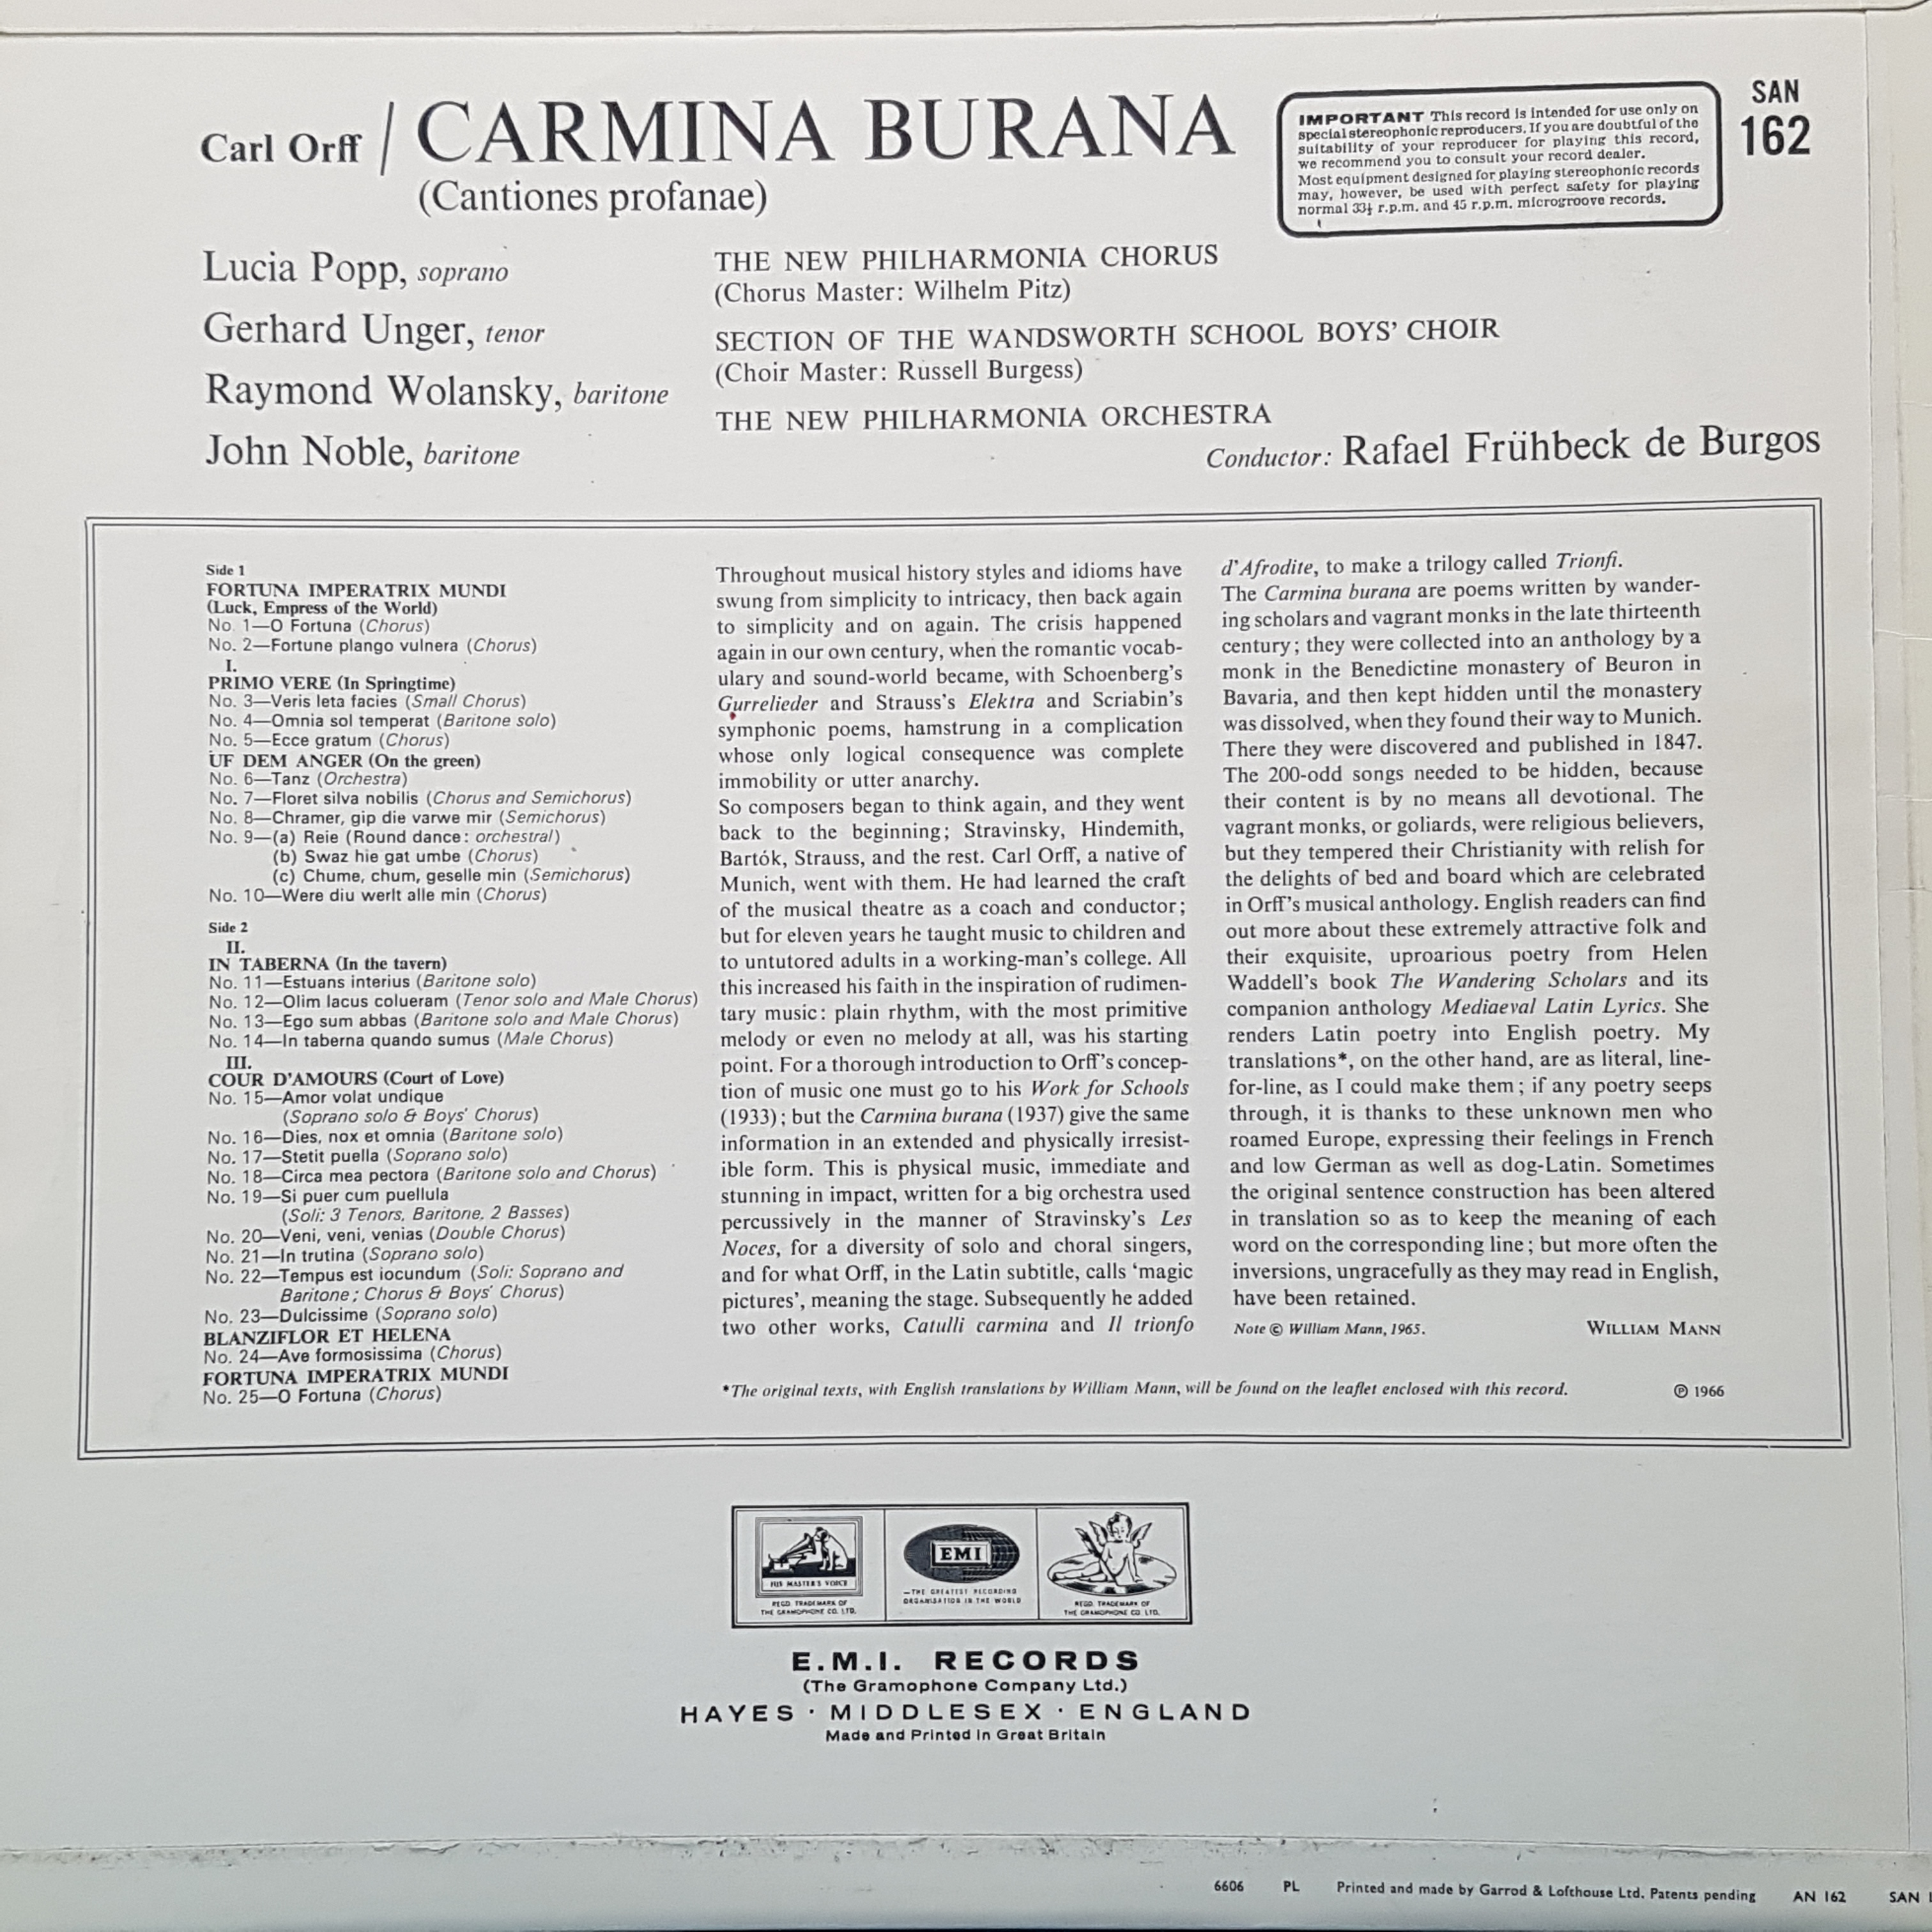 Carl Orff / CARMINA BURANA
(Cantiones profanae)
IMPORTANT This record is intended for use only on
special stereophonic reproducers. If you are doubtful of the
suitability of your reproducer for playing this record,
we recommend you to consult your record dealer.
Most equipment designed for playing stereophonic records
may, however, be used with perfect safety for playing
normal 33⅓ r.p.m. and 45 r.p.m. microgroove records.
SAN
162
Lucia Popp, soprano
Gerhard Unger, tenor
Raymond Wolansky, baritone
John Noble, baritone
THE NEW PHILHARMONIA CHORUS
(Chorus Master: Wilhelm Pitz)
SECTION OF THE WANDSWORTH SCHOOL BOYS' CHOIR
(Choir Master: Russell Burgess)
THE NEW PHILHARMONIA ORCHESTRA
Conductor: Rafael Frühbeck de Burgos
Side 1
FORTUNA IMPERATRIX MUNDI
(Luck, Empress of the World)
No. 1—O Fortuna (Chorus)
No. 2—Fortune plango vulnera (Chorus)
I.
PRIMO VERE (In Springtime)
No. 3—Veris leta facies (Small Chorus)
No. 4—Omnia sol temperat (Baritone solo)
No. 5—Ecce gratum (Chorus)
UF DEM ANGER (On the green)
No. 6—Tanz (Orchestra)
No. 7—Floret silva nobilis (Chorus and Semichorus)
No. 8—Chramer, gip die varwe mir (Semichorus)
No. 9—(a) Reie (Round dance: orchestral)
(b) Swaz hie gat umbe (Chorus)
(c) Chume, chum, geselle min (Semichorus)
No. 10—Were diu werlt alle min (Chorus)
Side 2
II.
IN TABERNA (In the tavern)
No. 11—Estuans interius (Baritone solo)
No. 12—Olim lacus colueram (Tenor solo and Male Chorus)
No. 13—Ego sum abbas (Baritone solo and Male Chorus)
No. 14—In taberna quando sumus (Male Chorus)
III.
COUR D'AMOURS (Court of Love)
No. 15—Amor volat undique
(Soprano solo & Boys' Chorus)
No. 16—Dies, nox et omnia (Baritone solo)
No. 17—Stetit puella (Soprano solo)
No. 18—Circa mea pectora (Baritone solo and Chorus)
No. 19—Si puer cum puellula
(Soli: 3 Tenors, Baritone, 2 Basses)
No. 20—Veni, veni, venias (Double Chorus)
No. 21—In trutina (Soprano solo)
No. 22—Tempus est iocundum (Soli: Soprano and
Baritone; Chorus & Boys' Chorus)
No. 23—Dulcissime (Soprano solo)
BLANZIFLOR ET HELENA
No. 24—Ave formosissima (Chorus)
FORTUNA IMPERATRIX MUNDI
No. 25—O Fortuna (Chorus)
Throughout musical history styles and idioms have
swung from simplicity to intricacy, then back again
to simplicity and on again. The crisis happened
again in our own century, when the romantic vocab-
ulary and sound-world became, with Schoenberg's
Gurrelieder and Strauss's Elektra and Scriabin's
symphonic poems, hamstrung in a complication
whose only logical consequence was complete
immobility or utter anarchy.
So composers began to think again, and they went
back to the beginning; Stravinsky, Hindemith,
Bartók, Strauss, and the rest. Carl Orff, a native of
Munich, went with them. He had learned the craft
of the musical theatre as a coach and conductor;
but for eleven years he taught music to children and
to untutored adults in a working-man's college. All
this increased his faith in the inspiration of rudimen-
tary music: plain rhythm, with the most primitive
melody or even no melody at all, was his starting
point. For a thorough introduction to Orff's concep-
tion of music one must go to his Work for Schools
(1933); but the Carmina burana (1937) give the same
information in an extended and physically irresist-
ible form. This is physical music, immediate and
stunning in impact, written for a big orchestra used
percussively in the manner of Stravinsky's Les
Noces, for a diversity of solo and choral singers,
and for what Orff, in the Latin subtitle, calls 'magic
pictures', meaning the stage. Subsequently he added
two other works, Catulli carmina and Il trionfo
d'Afrodite, to make a trilogy called Trionfi.
The Carmina burana are poems written by wander-
ing scholars and vagrant monks in the late thirteenth
century; they were collected into an anthology by a
monk in the Benedictine monastery of Beuron in
Bavaria, and then kept hidden until the monastery
was dissolved, when they found their way to Munich.
There they were discovered and published in 1847.
The 200-odd songs needed to be hidden, because
their content is by no means all devotional. The
vagrant monks, or goliards, were religious believers,
but they tempered their Christianity with relish for
the delights of bed and board which are celebrated
in Orff's musical anthology. English readers can find
out more about these extremely attractive folk and
their exquisite, uproarious poetry from Helen
Waddell's book The Wandering Scholars and its
companion anthology Mediaeval Latin Lyrics. She
renders Latin poetry into English poetry. My
translations*, on the other hand, are as literal, line-
for-line, as I could make them; if any poetry seeps
through, it is thanks to these unknown men who
roamed Europe, expressing their feelings in French
and low German as well as dog-Latin. Sometimes
the original sentence construction has been altered
in translation so as to keep the meaning of each
word on the corresponding line; but more often the
inversions, ungracefully as they may read in English,
have been retained.
Note © William Mann, 1965. WILLIAM MANN
*The original texts, with English translations by William Mann, will be found on the leaflet enclosed with this record. ℗ 1966
HIS MASTER'S VOICE
REGD. TRADEMARK OF
THE GRAMOPHONE CO. LTD.
EMI
—THE GREATEST RECORDING
ORGANISATION IN THE WORLD
REGD. TRADEMARK OF
THE GRAMOPHONE CO. LTD.
E.M.I. RECORDS
(The Gramophone Company Ltd.)
HAYES · MIDDLESEX · ENGLAND
Made and Printed in Great Britain
6606 PL Printed and made by Garrod & Lofthouse Ltd. Patents pending AN 162 SAN